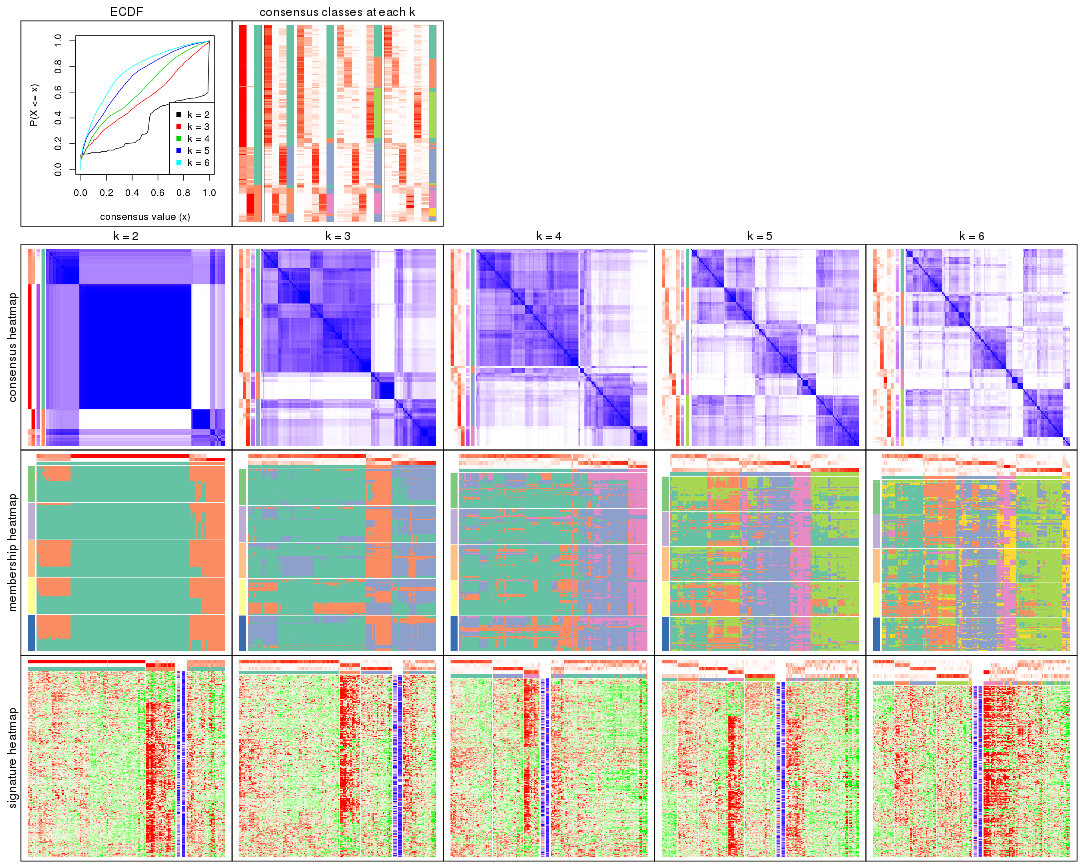 ECDF
consensus classes at each k
P(X <= x)
0.0 0.2 0.4 0.6 0.8 1.0
k = 2
k = 3
k = 4
k = 5
k = 6
0.0 0.2 0.4 0.6 0.8 1.0
consensus value (x)
k = 2 k = 3 k = 4 k = 5 k = 6
consensus heatmap
membership heatmap
signature heatmap